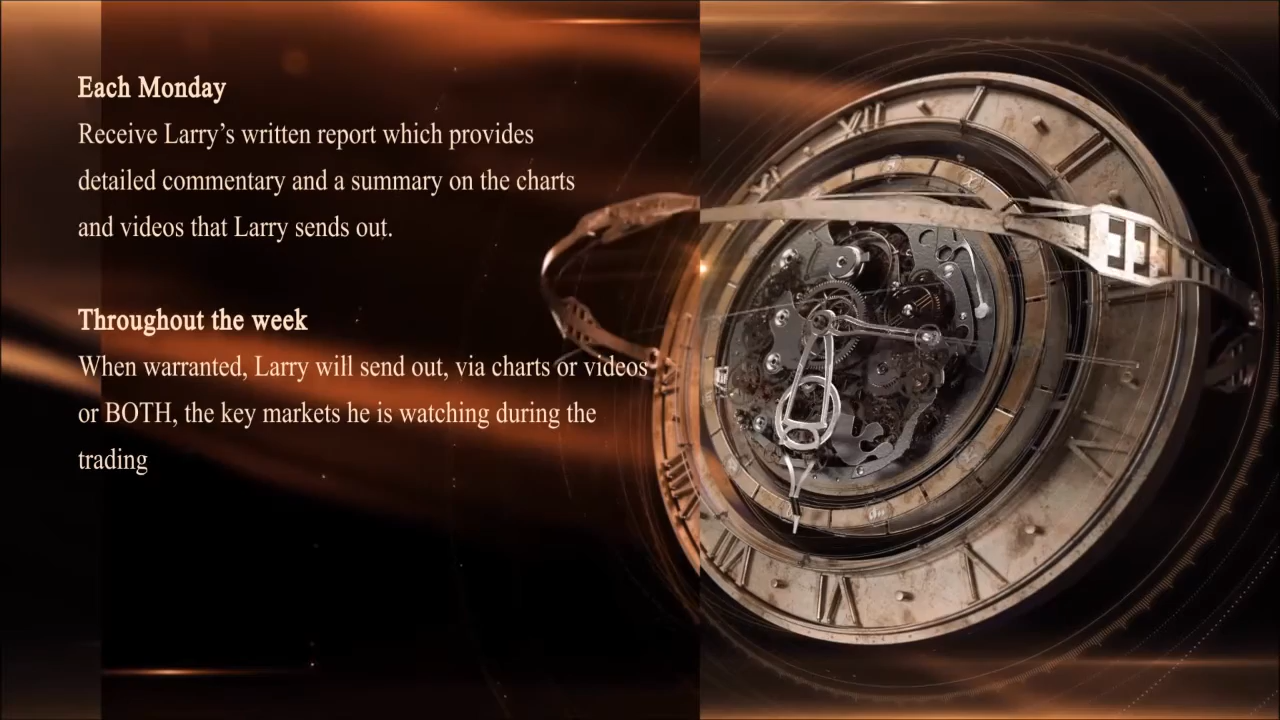 Each Monday
Receive Larry’s written report which provides
detailed commentary and a summary on the charts
and videos that Larry sends out.
Throughout the week
When warranted, Larry will send out, via charts or videos
or BOTH, the key markets he is watching during the
trading